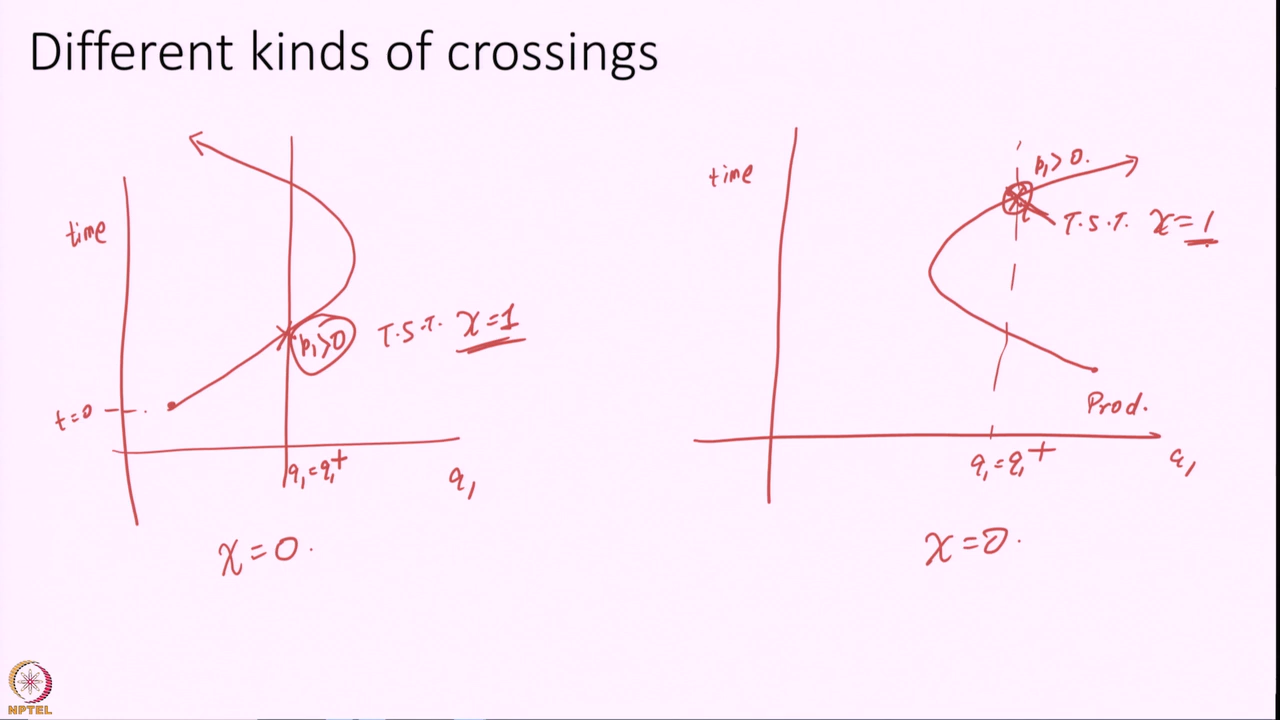 Different kinds of crossings
time
t=0
p₁>0
T.S.T. χ=1
q₁=q₁‡
q₁
χ=0.
time
p₁>0.
T.S.T. χ=1
Prod.
q₁=q₁‡
q₁
χ=0.
NPTEL